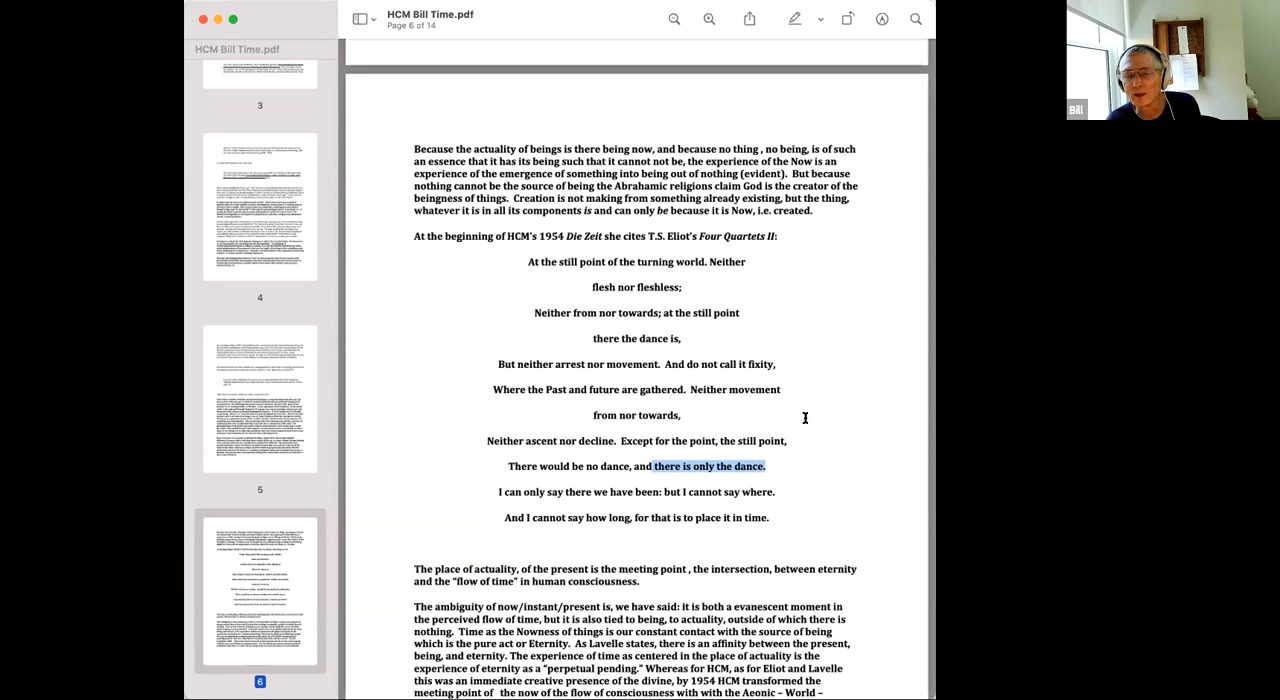 HCM Bill Time.pdf
Page 6 of 14
HCM Bill Time.pdf
3
4
5
6
Because the actuality of beings is there being now, and because no thing , no being, is of such
an essence that it has its being such that it cannot not be, the experience of the Now is an
experience of the emergence of something into being out of nothing (evident).  But because
nothing cannot be the source of being the Abrahamic religions claim God is the creator of the
beingness of things.  Creation is not making from something already existing, but the thing,
whatever it is in all its components is and can only be because it is Now, i.e. created.
At the beginning of HCM's 1954 Die Zeit she cites T.S. Eliot's Four Quartets II:
At the still point of the turning world. Neither
flesh nor fleshless;
Neither from nor towards; at the still point
there the dance is,
But neither arrest nor movement.  And do not call it fixity,
Where the Past and future are gathered.  Neither movement
from nor towards,
Neither ascent nor decline.  Except for the point, the still point,
There would be no dance, and there is only the dance.
I can only say there we have been: but I cannot say where.
And I cannot say how long, for that is to place it in time.
The place of actuality, of the present is the meeting point , the intersection, between eternity
and the "flow of time" in human consciousness.
The ambiguity of now/instant/present is, we have said: it is both a evanescent moment in
the perceived flow of time, but it is also tied to being, to actuality, outside of which there is
nothing.  Time as the Nowness of things is our constant contact with the source of being
which is the pure act or Eternity.  As Lavelle states, there is an affinity between the present,
being, and eternity. The experience of time as centered in the place of actuality is the
experience of eternity as a "perpetual pending." Whereas for HCM, as for Eliot and Lavelle
this was an immediate creative presence of the divine, by 1954 HCM transformed the
meeting point of  the now of the flow of consciousness with with the Aeonic – World –
Bill